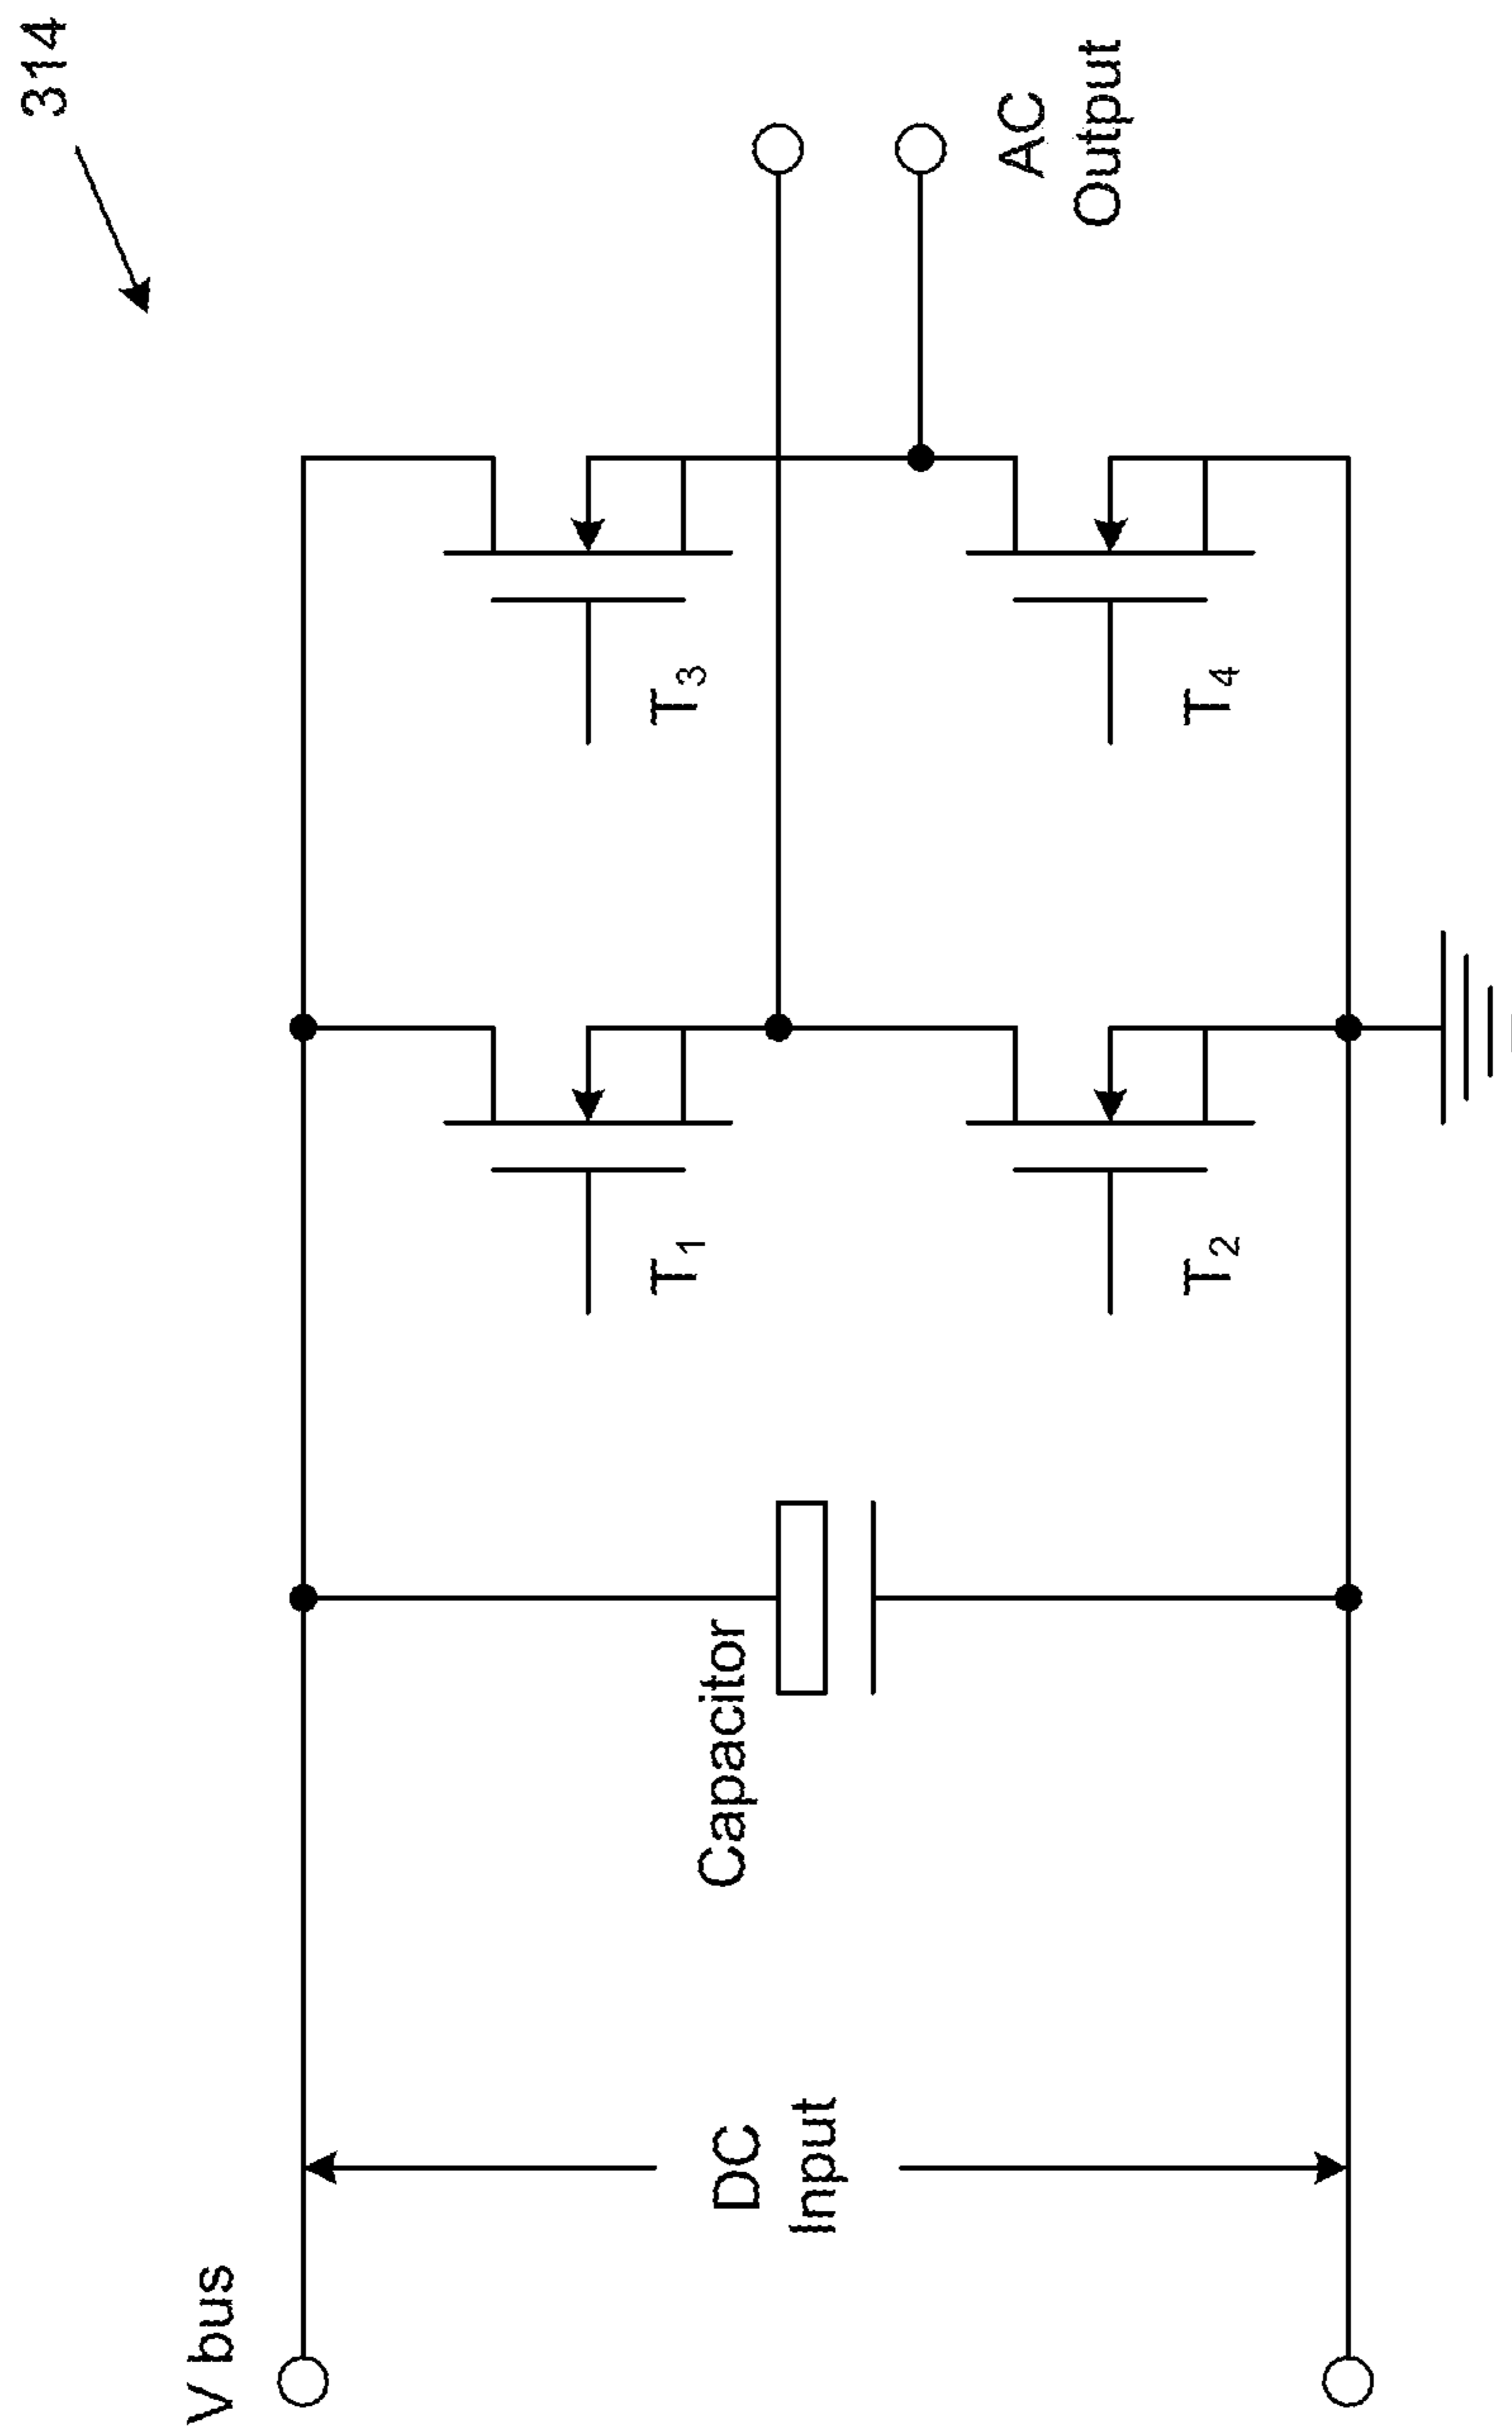 314
V bus
DC
Input
Capacitor
T1
T3
T2
T4
AC
Output